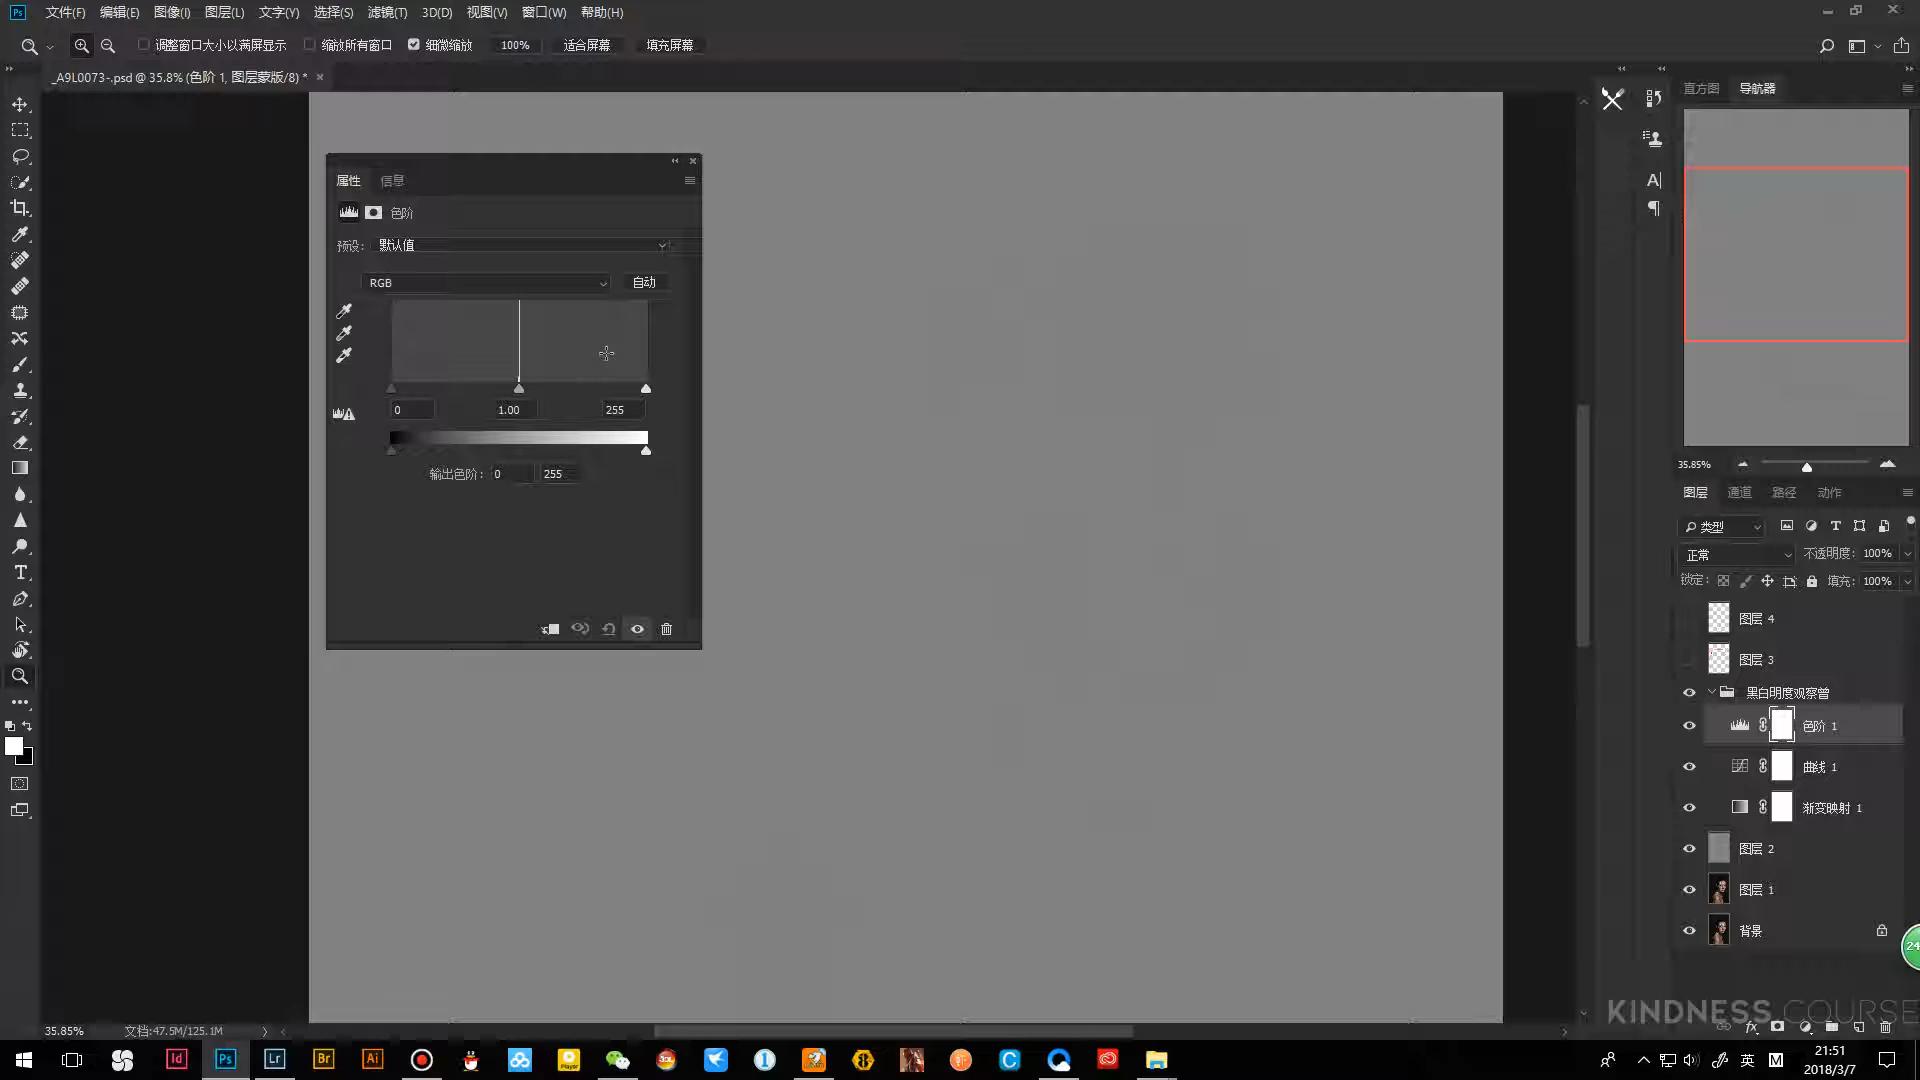 文件(F) 编辑(E) 图像(I) 图层(L) 文字(Y) 选择(S) 滤镜(T) 3D(D) 视图(V) 窗口(W) 帮助(H)
调整窗口大小以满屏显示 缩放所有窗口 细微缩放 100% 适合屏幕 填充屏幕
_A9L0073-.psd @ 35.8% (色阶 1, 图层蒙版/8) *
直方图 导航器
属性 信息
色阶
预设: 默认值
RGB 自动
0 1.00 255
输出色阶: 0 255
35.85%
图层 通道 路径 动作
类型
正常 不透明度: 100%
锁定: 填充: 100%
图层 4
图层 3
黑白明度观察曾
色阶 1
曲线 1
渐变映射 1
图层 2
图层 1
背景
24
KINDNESS COURSE
35.85% 文档:47.5M/125.1M
Id Ps Lr Br Ai
英 M
21:51
2018/3/7